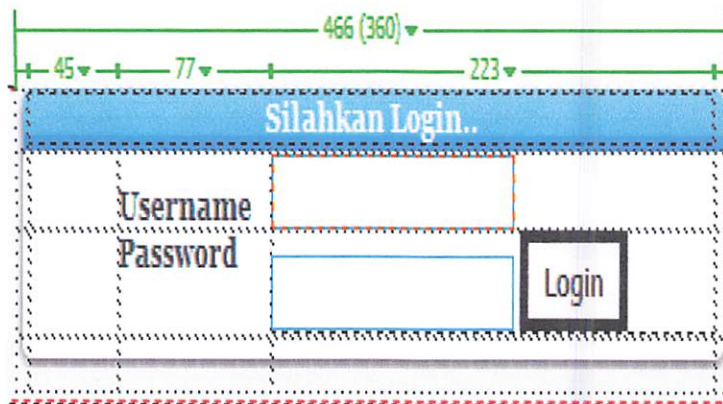 466 (360)
45 77 223
Silahkan Login..
Username
Password
Login